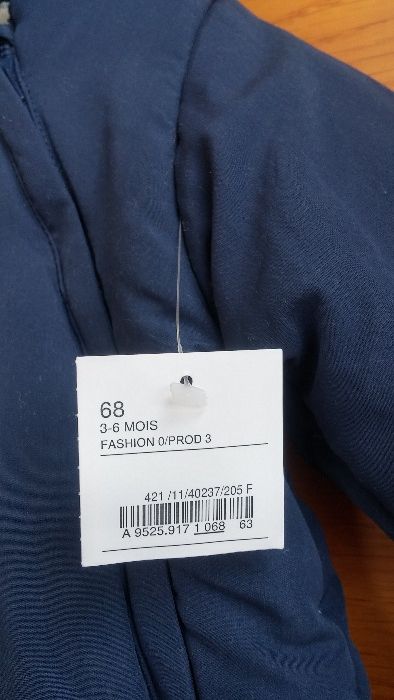 68
3-6 MOIS
FASHION 0/PROD 3
421 /11/40237/205 F
A 9525.917 1 068 63